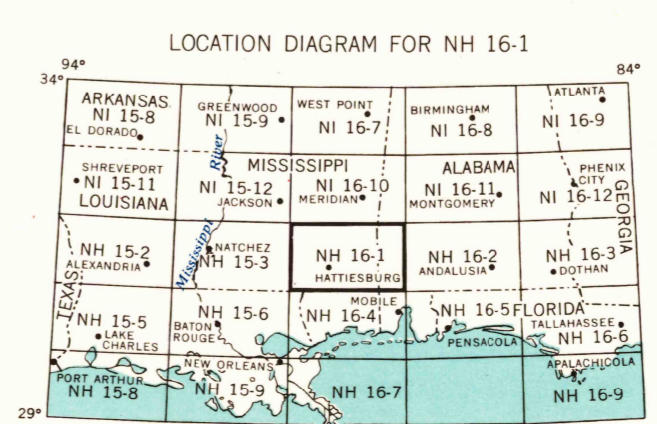 LOCATION DIAGRAM FOR NH 16-1
94°
84°
34°
ARKANSAS
NI 15-8
EL DORADO
GREENWOOD
NI 15-9
WEST POINT
NI 16-7
BIRMINGHAM
NI 16-8
ATLANTA
NI 16-9
River
MISSISSIPPI
ALABAMA
SHREVEPORT
NI 15-11
LOUISIANA
NI 15-12
JACKSON
NI 16-10
MERIDIAN
NI 16-11
MONTGOMERY
PHENIX
CITY
NI 16-12
GEORGIA
Mississippi
NH 15-2
ALEXANDRIA
NATCHEZ
NH 15-3
NH 16-1
HATTIESBURG
NH 16-2
ANDALUSIA
NH 16-3
DOTHAN
TEXAS
NH 15-5
LAKE
CHARLES
NH 15-6
BATON
ROUGE
MOBILE
NH 16-4
NH 16-5
PENSACOLA
FLORIDA
TALLAHASSEE
NH 16-6
PORT ARTHUR
NH 15-8
NEW ORLEANS
NH 15-9
NH 16-7
APALACHICOLA
NH 16-9
29°